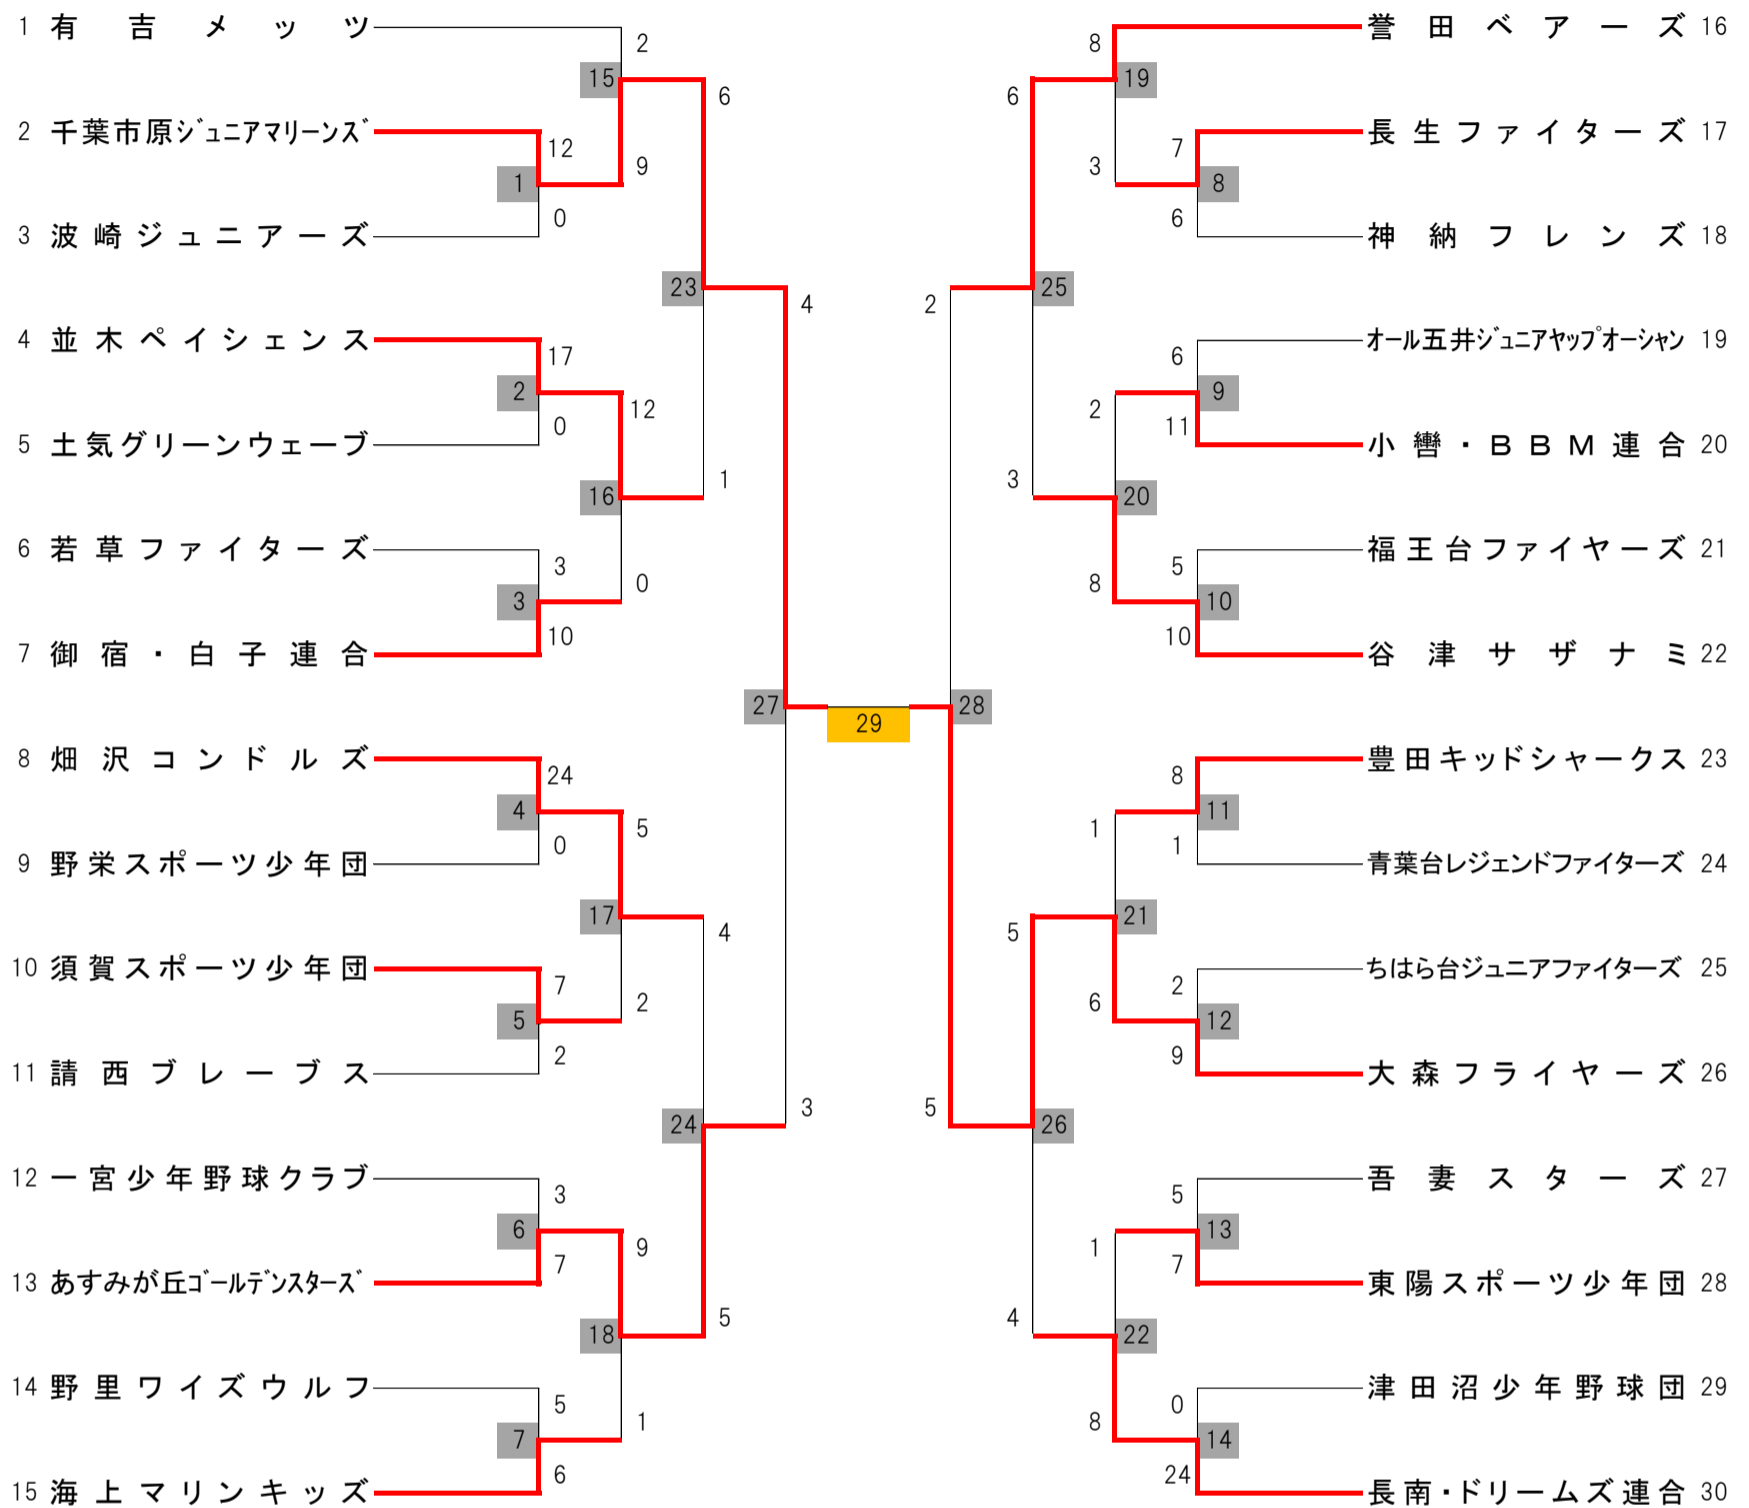 1 有吉メッツ
2
8
誉田ベアーズ 16
15
19
6
6
2 千葉市原ジュニアマリーンズ
12
9
3
7
長生ファイターズ 17
1
8
3 波崎ジュニアーズ
0
6
神納フレンズ 18
23
25
4
2
4 並木ペイシェンス
17
6
オール五井ジュニアヤップオーシャン 19
2
9
12
2
5 土気グリーンウェーブ
0
11
小轡・BBM連合 20
1
3
16
20
6 若草ファイターズ
3
5
福王台ファイヤーズ 21
0
8
3
10
7 御宿・白子連合
10
10
谷津サザナミ 22
27
29
28
8 畑沢コンドルズ
24
8
豊田キッドシャークス 23
4
11
5
1
9 野栄スポーツ少年団
0
1
青葉台レジェンドファイターズ 24
17
21
4
5
10 須賀スポーツ少年団
7
2
ちはら台ジュニアファイターズ 25
2
6
5
12
11 請西ブレーブス
2
9
大森フライヤーズ 26
3
5
24
26
12 一宮少年野球クラブ
3
5
吾妻スターズ 27
6
13
9
1
13 あすみが丘ゴールデンスターズ
7
7
東陽スポーツ少年団 28
5
4
18
22
14 野里ワイズウルフ
5
0
津田沼少年野球団 29
1
8
7
14
15 海上マリンキッズ
6
24
長南・ドリームズ連合 30